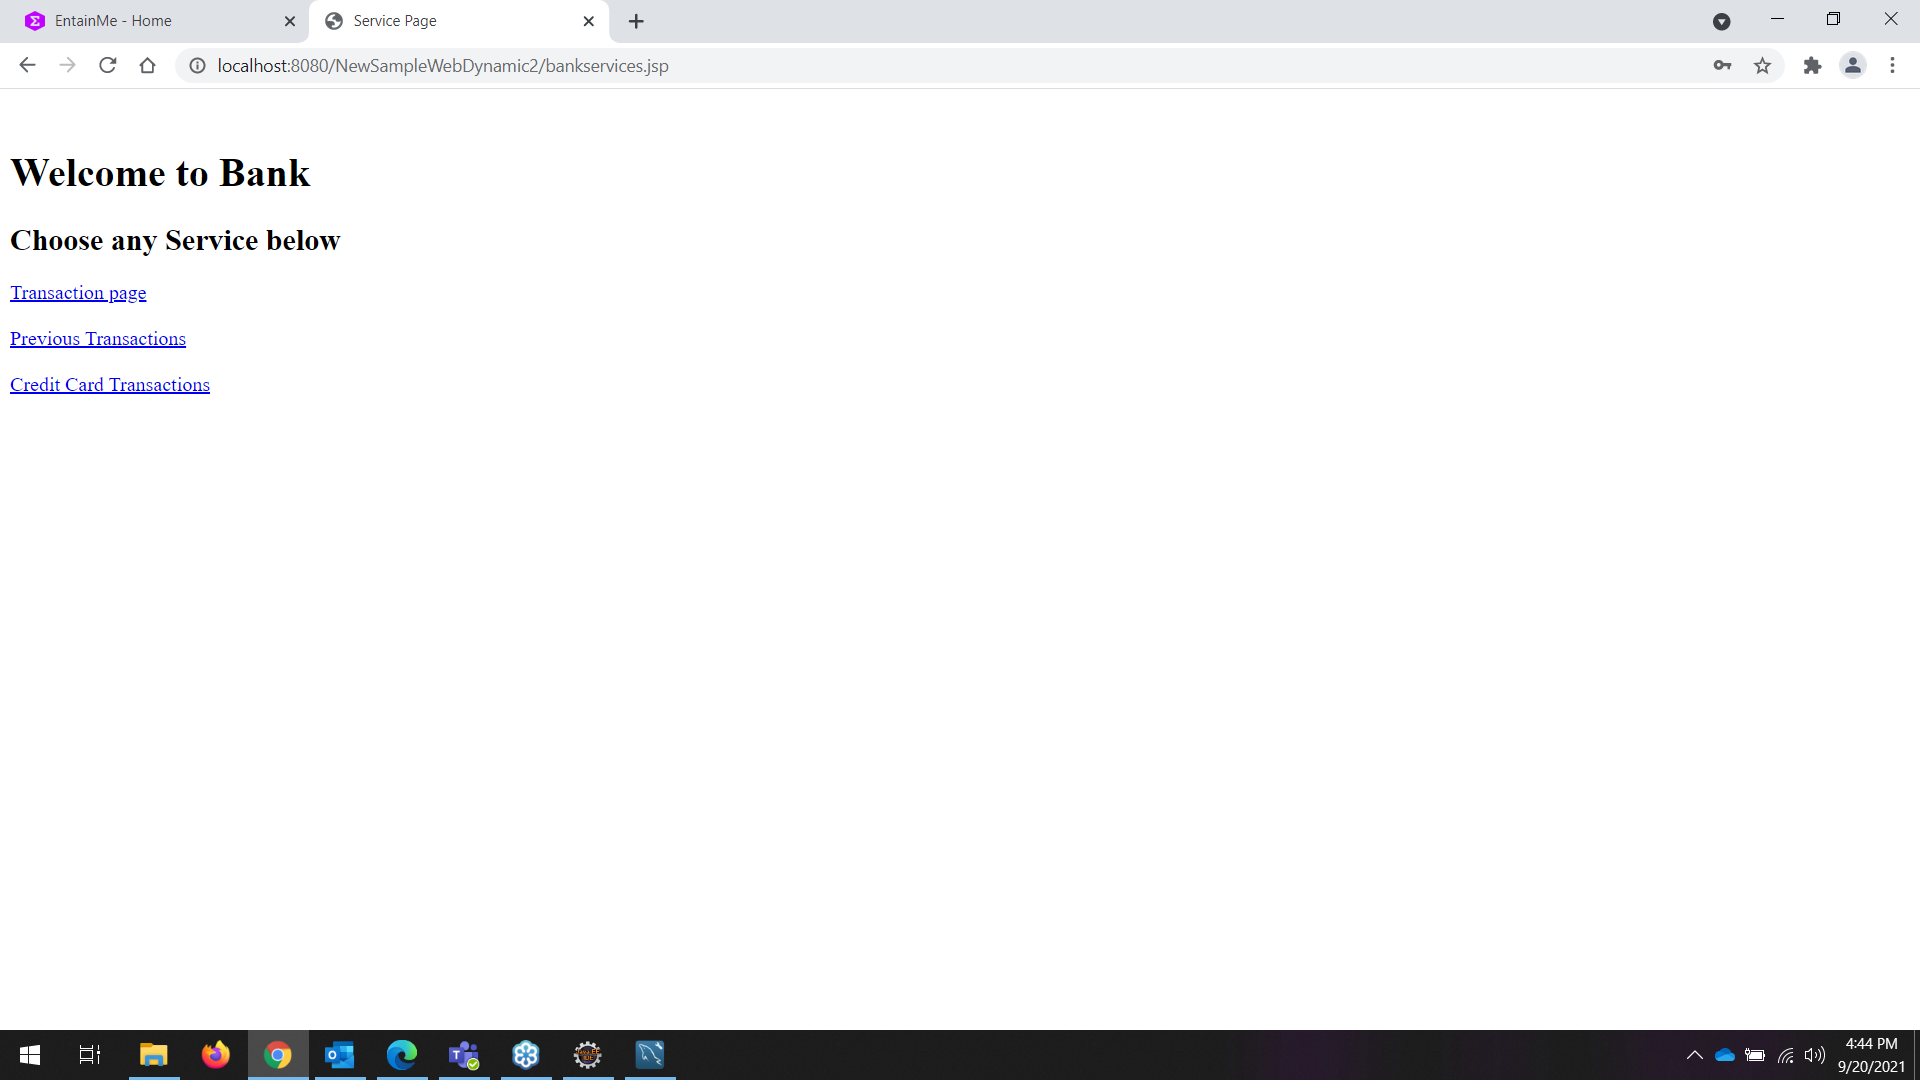 EntainMe - Home
Service Page
localhost:8080/NewSampleWebDynamic2/bankservices.jsp
Welcome to Bank
Choose any Service below
Transaction page
Previous Transactions
Credit Card Transactions
4:44 PM
9/20/2021